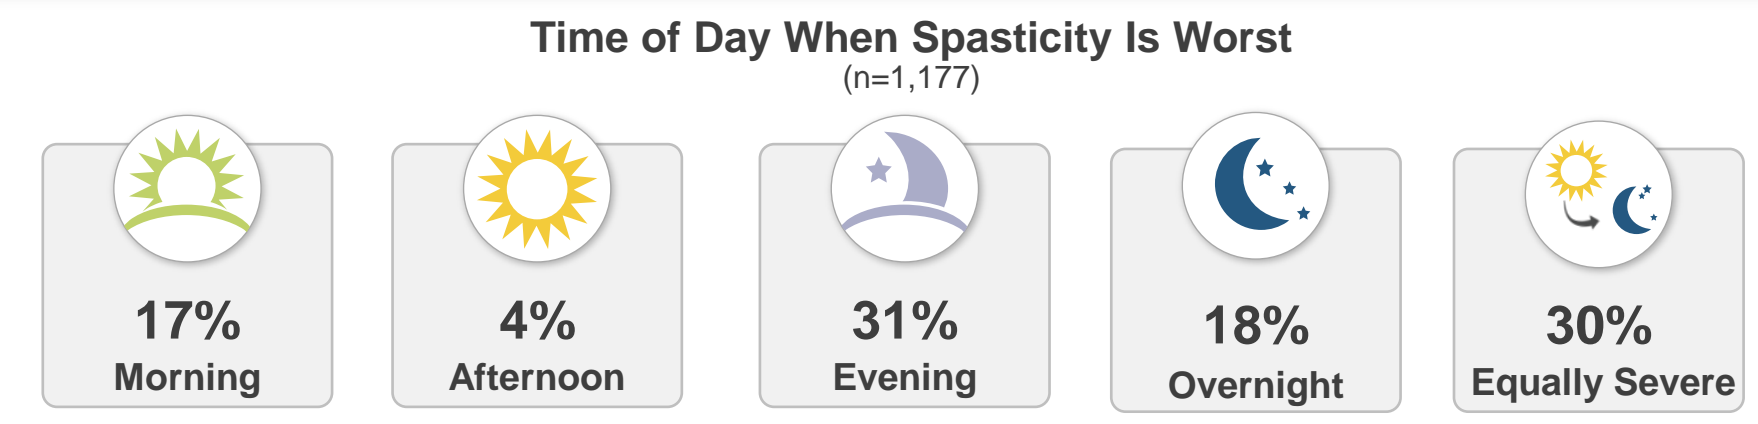 Time of Day When Spasticity Is Worst
(n=1,177)
17%
Morning
4%
Afternoon
31%
Evening
18%
Overnight
30%
Equally Severe